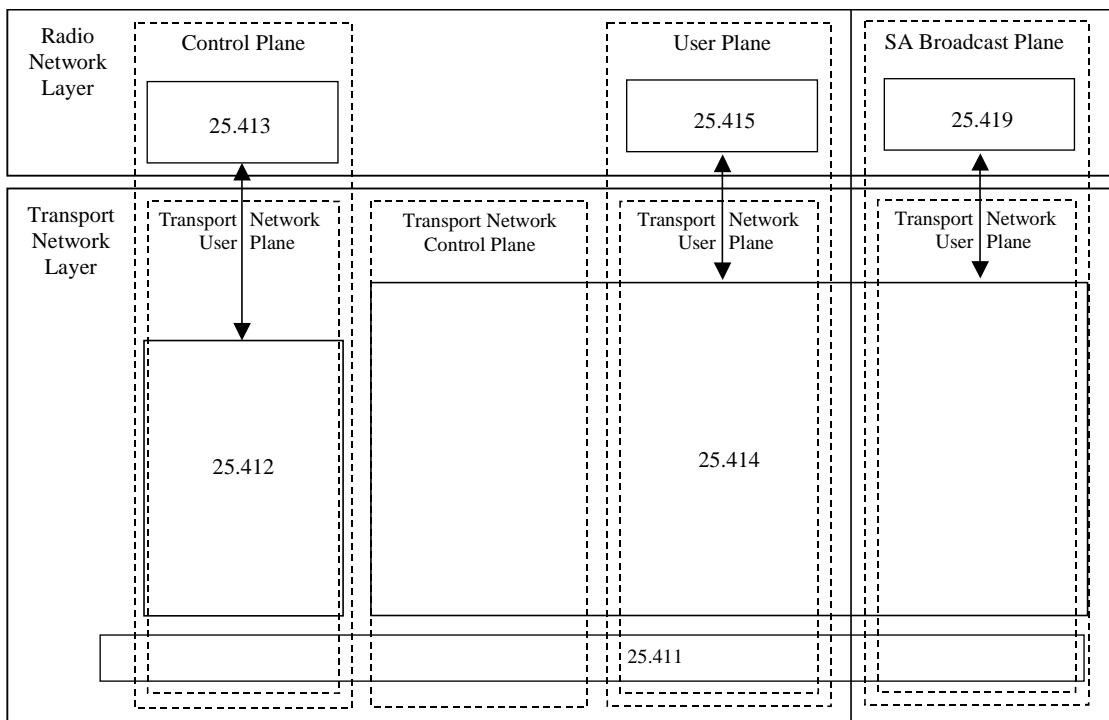 Radio
Network
Layer
Control Plane
User Plane
SA Broadcast Plane
25.413
25.415
25.419
Transport
Network
Layer
Transport Network
User Plane
Transport Network
Control Plane
Transport Network
User Plane
Transport Network
User Plane
25.412
25.414
25.411